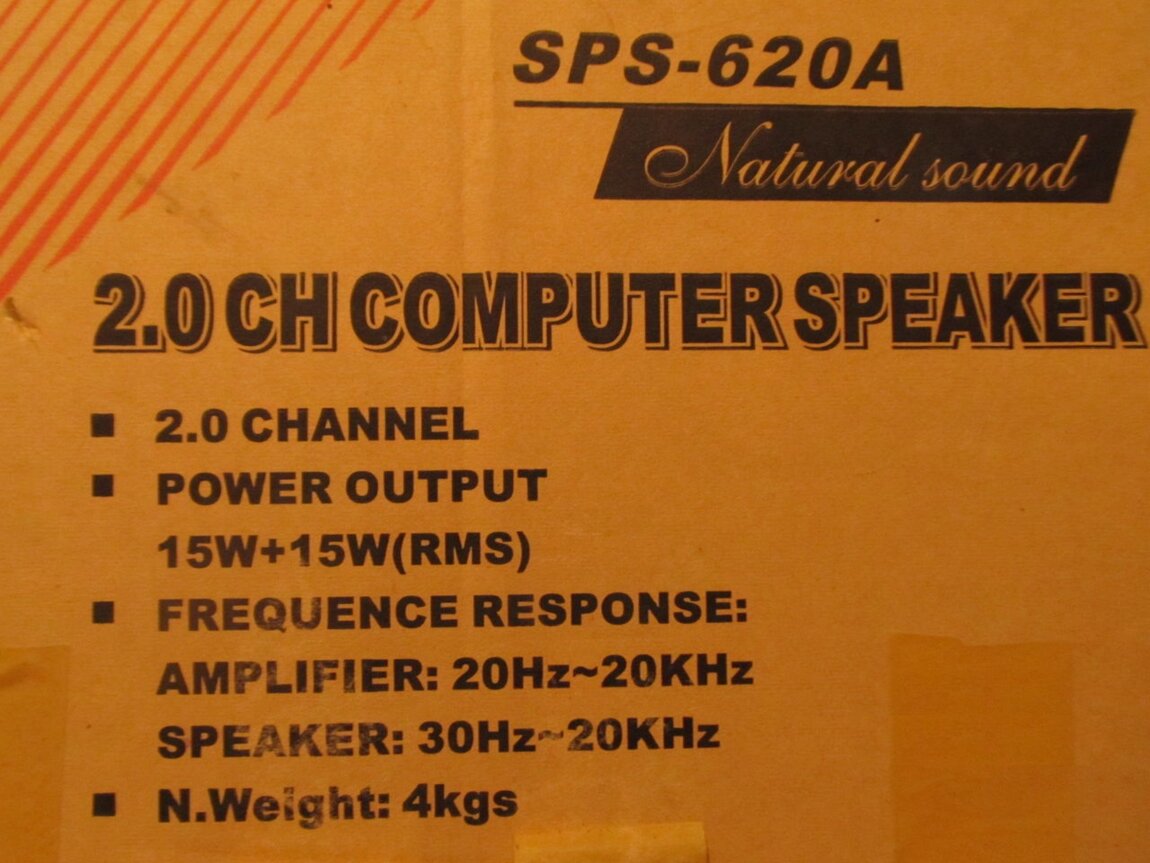 SPS-620A
Natural sound
2.0 CH COMPUTER SPEAKER
■ 2.0 CHANNEL
■ POWER OUTPUT
15W+15W(RMS)
■ FREQUENCE RESPONSE:
AMPLIFIER: 20Hz~20KHz
SPEAKER: 30Hz~20KHz
■ N.Weight: 4kgs